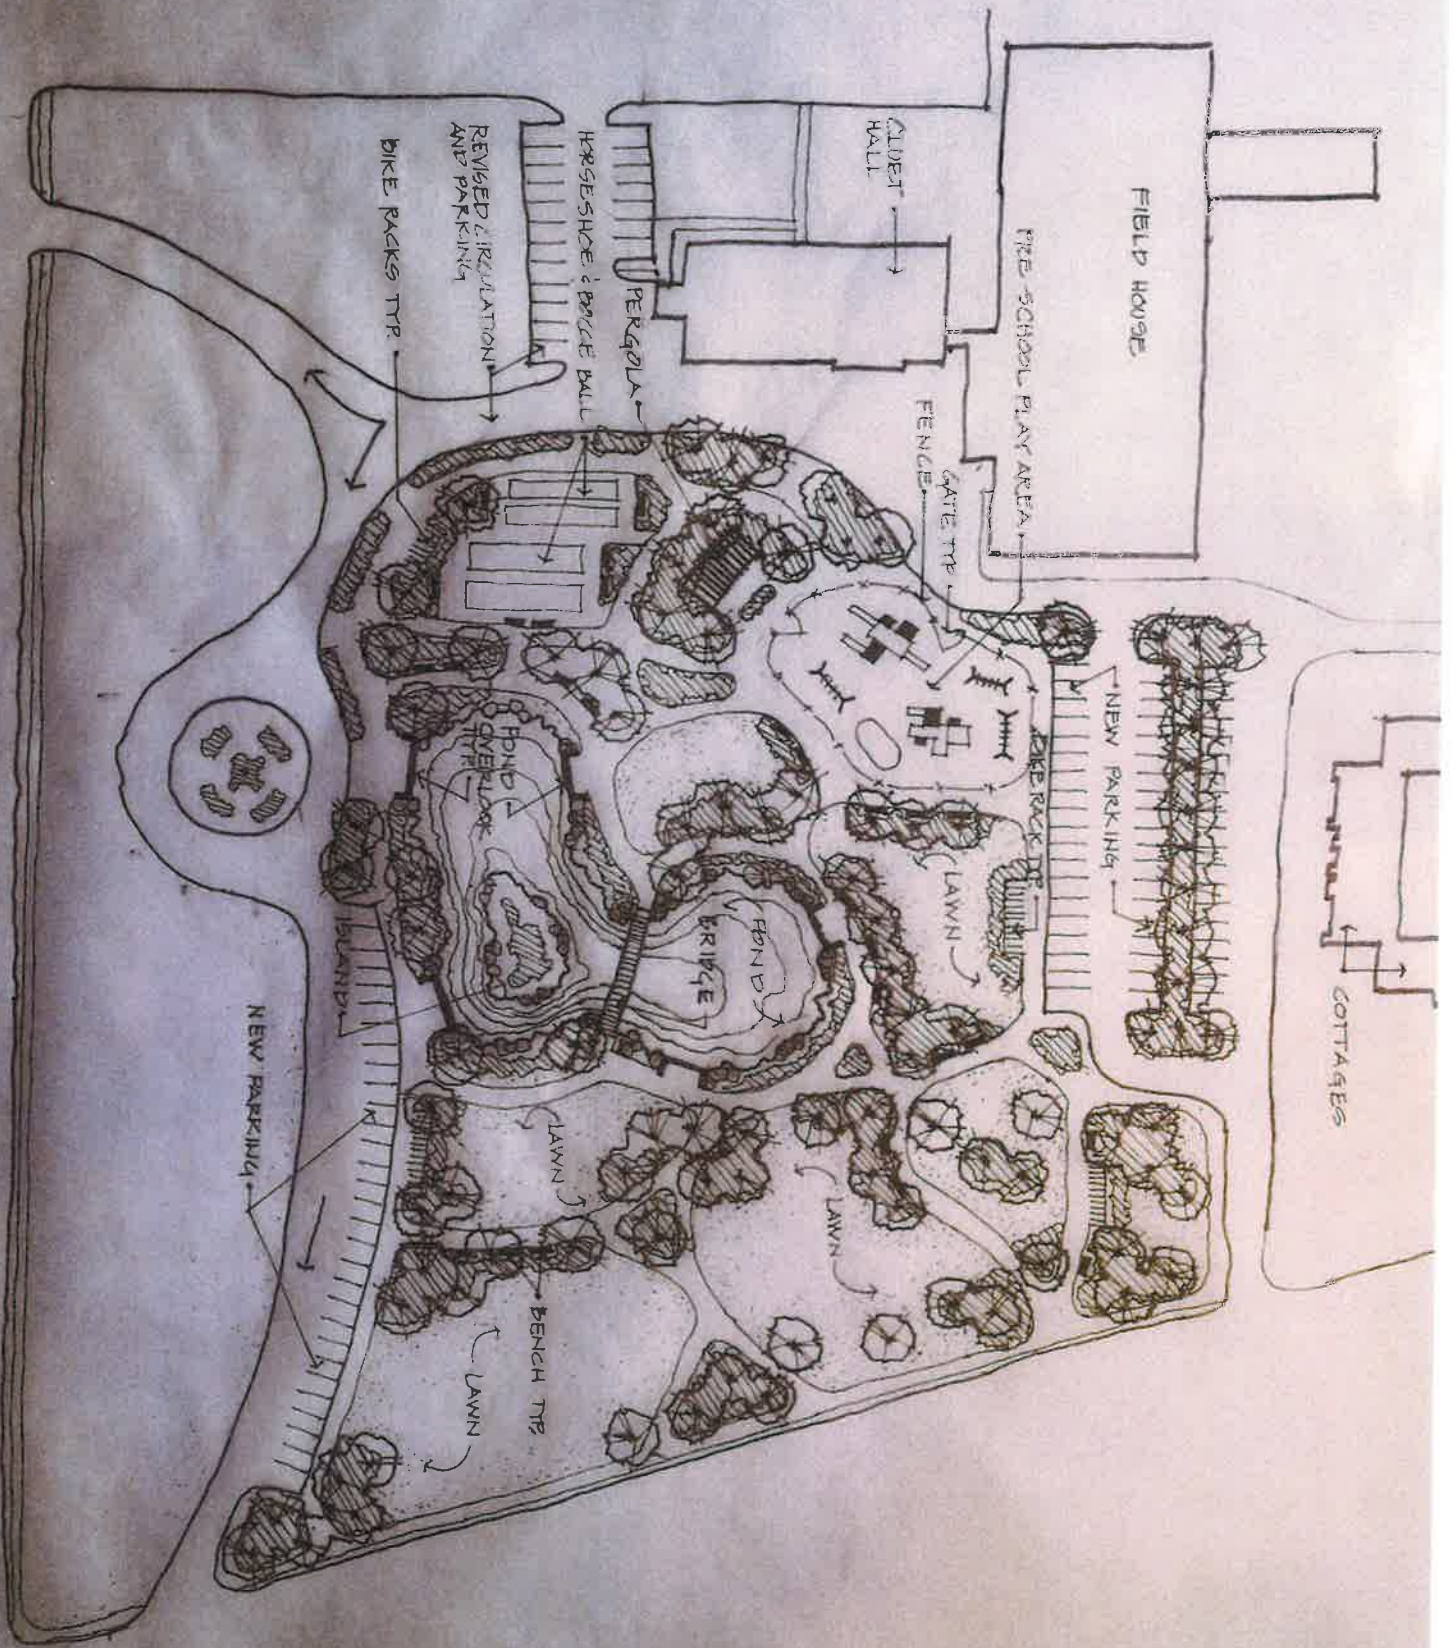 FIELD HOUSE
CLUETT
HALL
PRE-SCHOOL PLAY AREA
GATE TYP.
FENCE
PERGOLA
HORSESHOE & BOCCE BALL
REVISED CIRCULATION
AND PARKING
BIKE RACKS TYP.
COTTAGES
NEW PARKING
BIKE RACK TYP.
LAWN
POND
BRIDGE
POND
OVERLOOK
TYP.
ISLAND
LAWN
LAWN
NEW PARKING
BENCH TYP.
LAWN